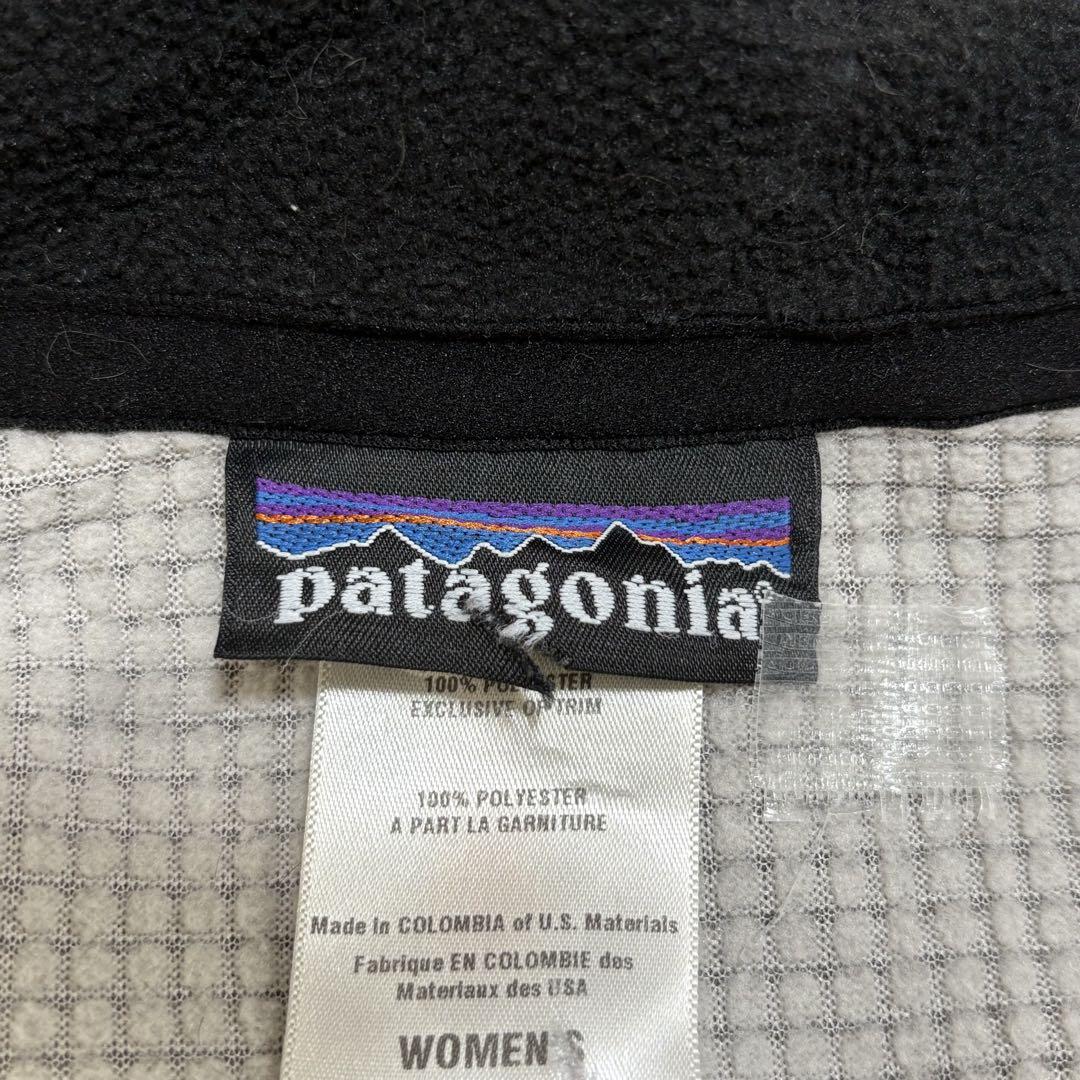 patagonia®
100% POLYESTER
EXCLUSIVE OF TRIM
100% POLYESTER
A PART LA GARNITURE
Made in COLOMBIA of U.S. Materials
Fabrique EN COLOMBIE des
Materiaux des USA
WOMEN S